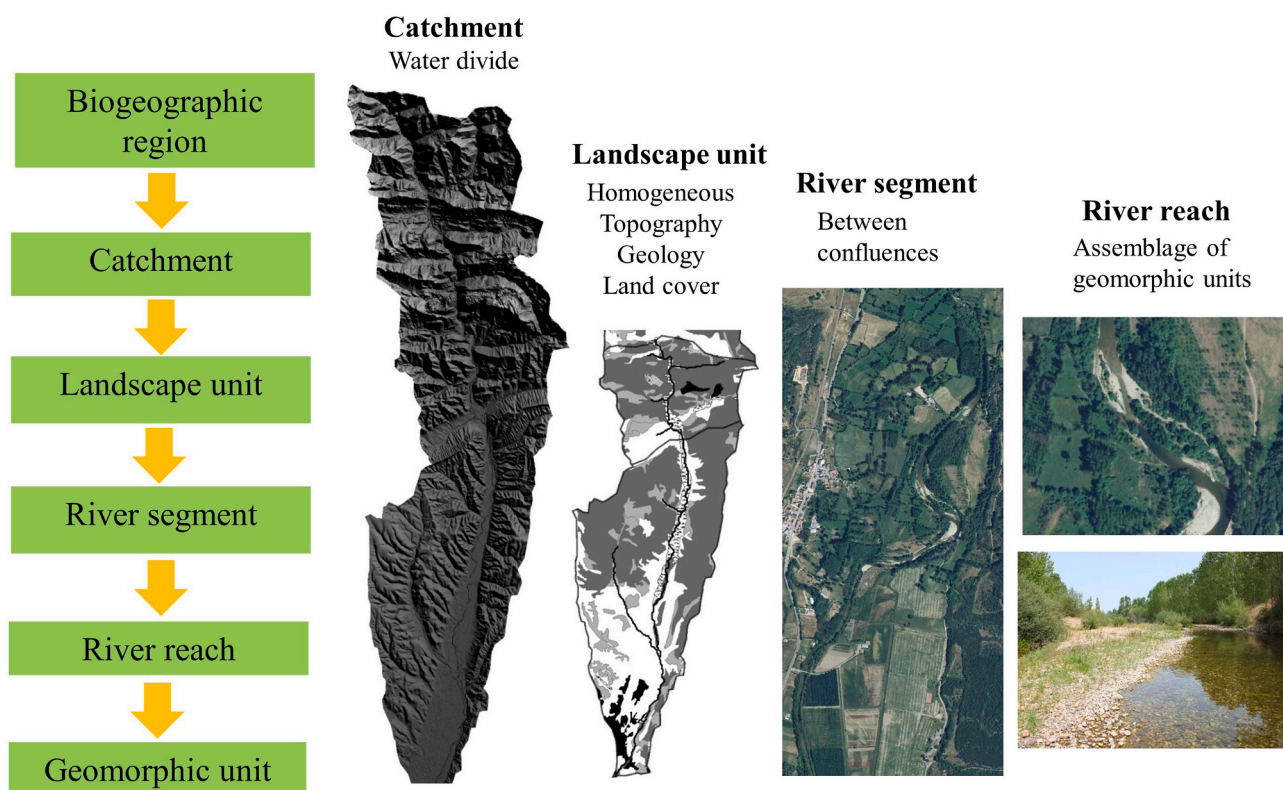 Biogeographic
region
Catchment
Landscape unit
River segment
River reach
Geomorphic unit
Catchment
Water divide
Landscape unit
Homogeneous
Topography
Geology
Land cover
River segment
Between
confluences
River reach
Assemblage of
geomorphic units